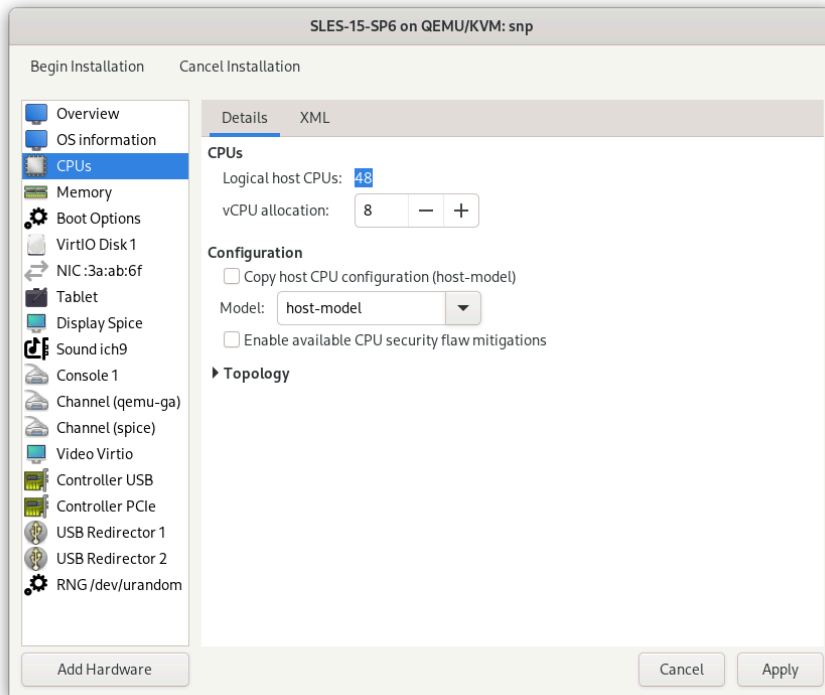 SLES-15-SP6 on QEMU/KVM: snp
Begin Installation Cancel Installation
Overview
OS information
CPUs
Memory
Boot Options
VirtIO Disk 1
NIC :3a:ab:6f
Tablet
Display Spice
Sound ich9
Console 1
Channel (qemu-ga)
Channel (spice)
Video Virtio
Controller USB
Controller PCIe
USB Redirector 1
USB Redirector 2
RNG /dev/urandom
Add Hardware
Details XML
CPUs
Logical host CPUs: 48
vCPU allocation: 8
Configuration
Copy host CPU configuration (host-model)
Model: host-model
Enable available CPU security flaw mitigations
Topology
Cancel Apply